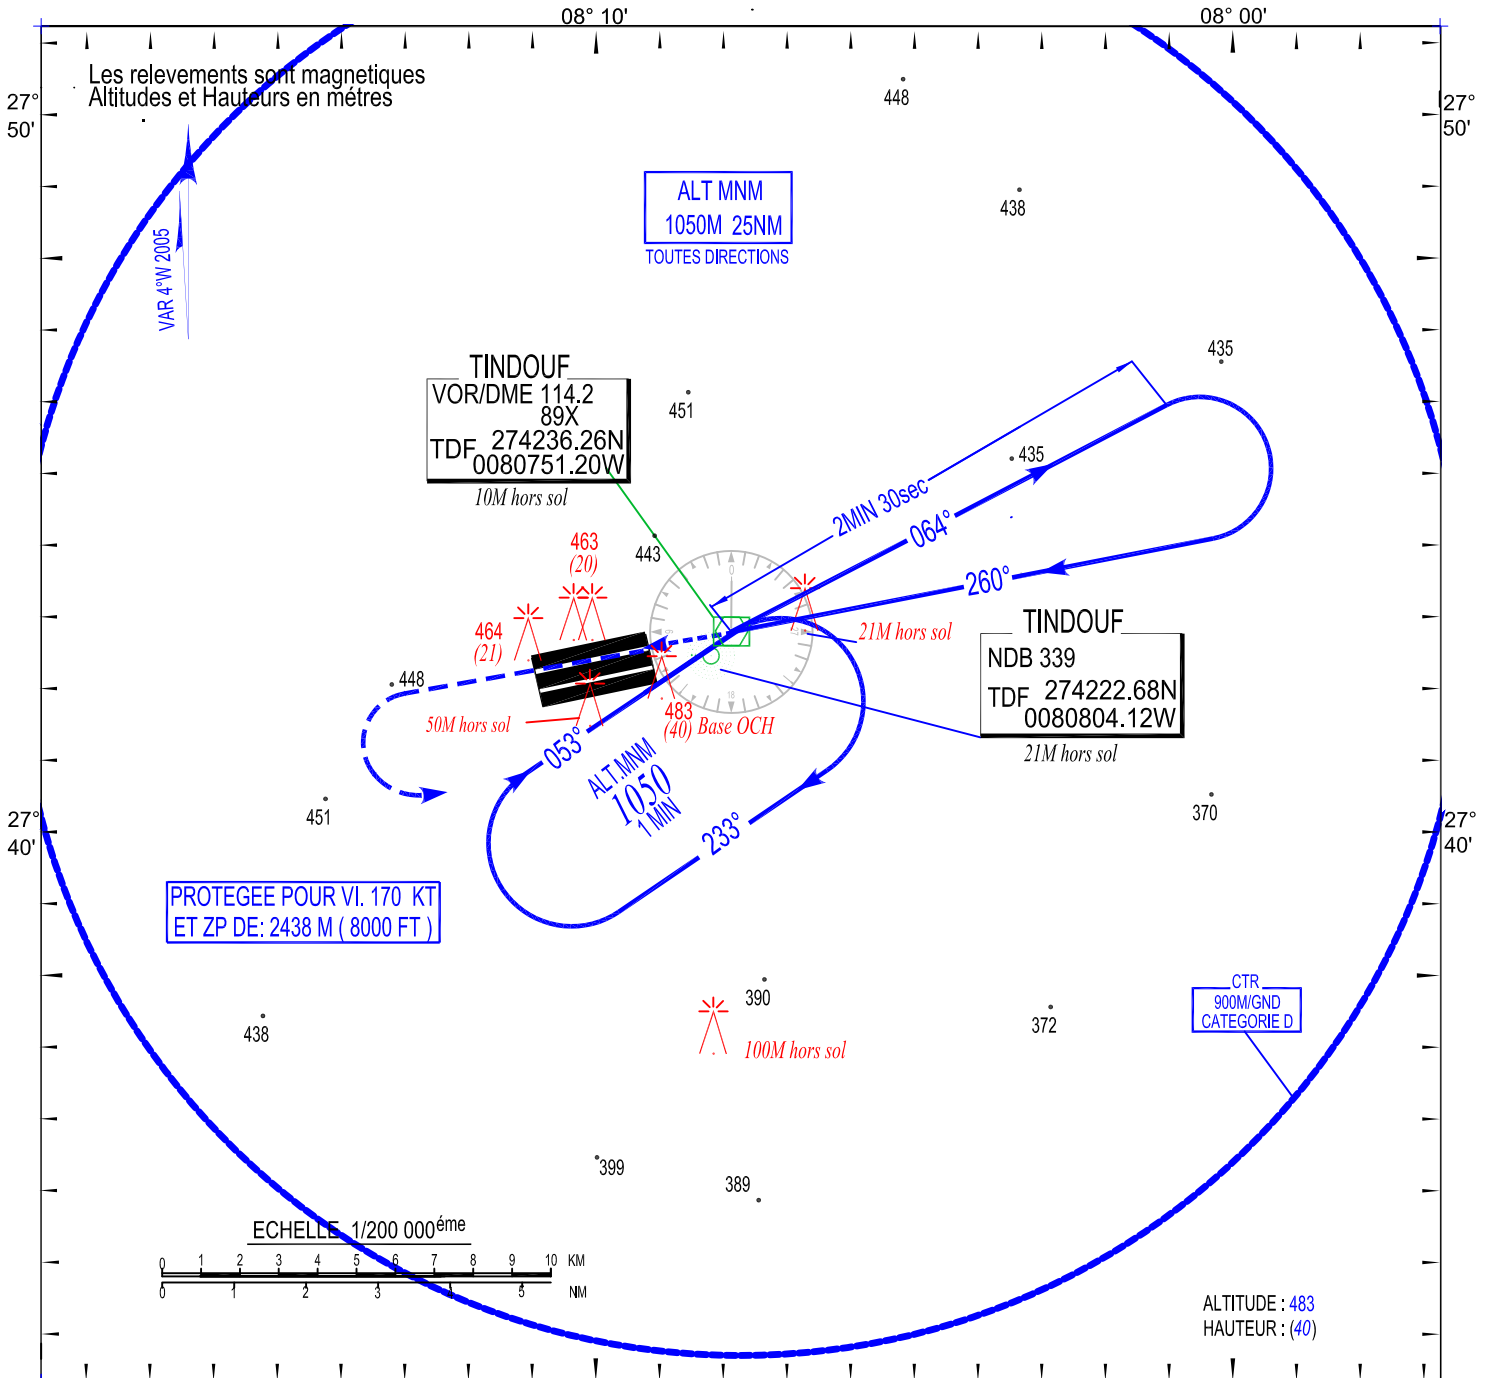 08° 10'
08° 00'
Les relevements sont magnetiques
Altitudes et Hauteurs en métres
27°
50'
27°
50'
448
438
ALT MNM
1050M 25NM
TOUTES DIRECTIONS
VAR 4°W 2005
TINDOUF
VOR/DME 114.2
89X
TDF 274236.26N
0080751.20W
10M hors sol
451
435
435
2MIN 30sec
064°
260°
443
463
(20)
464
(21)
0
18
21M hors sol
TINDOUF
NDB 339
TDF 274222.68N
0080804.12W
21M hors sol
448
50M hors sol
483
(40) Base OCH
053°
ALT.MNM
1050
1 MIN
233°
451
370
27°
40'
27°
40'
PROTEGEE POUR VI. 170 KT
ET ZP DE: 2438 M ( 8000 FT )
390
372
438
100M hors sol
CTR
900M/GND
CATEGORIE D
399
389
ECHELLE 1/200 000éme
0 1 2 3 4 5 6 7 8 9 10 KM
0 1 2 3 4 5 NM
ALTITUDE : 483
HAUTEUR : (40)